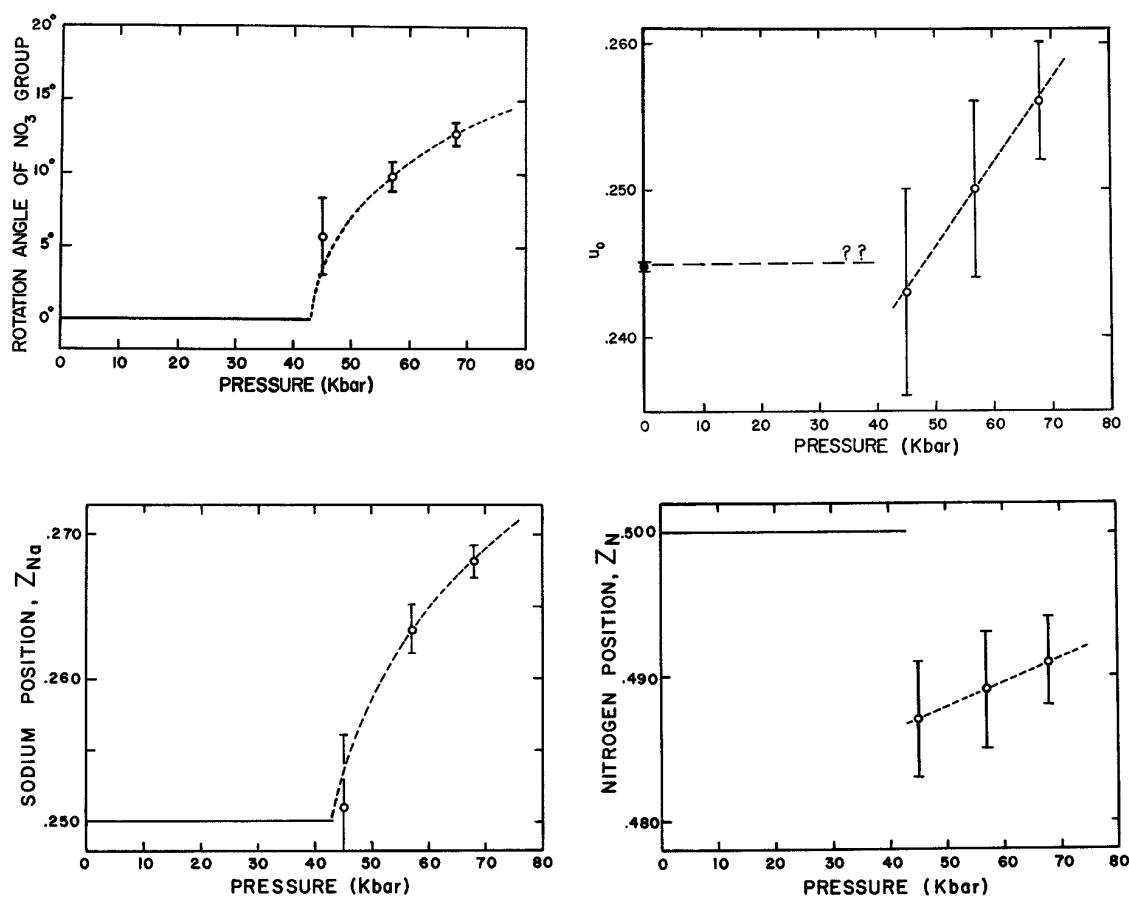 20°
15°
10°
5°
0°
ROTATION ANGLE OF NO3 GROUP
0 10 20 30 40 50 60 70 80
PRESSURE (Kbar)
.260
.250
.240
uo
? ?
0 10 20 30 40 50 60 70 80
PRESSURE (Kbar)
.270
.260
.250
SODIUM POSITION, ZNa
0 10 20 30 40 50 60 70 80
PRESSURE (Kbar)
.500
.490
.480
NITROGEN POSITION, ZN
0 10 20 30 40 50 60 70 80
PRESSURE (Kbar)